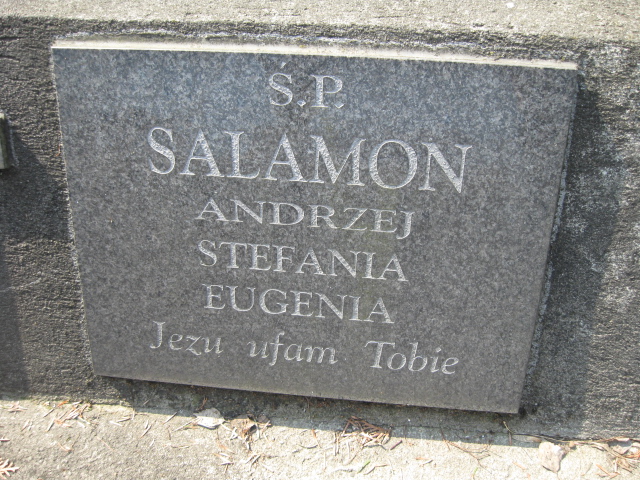 Ś.P.
SALAMON
ANDRZEJ
STEFANIA
EUGENIA
Jezu ufam Tobie